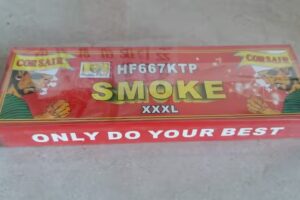 CORSAIR
CORSAIR
HF667KTP
SMOKE
XXXL
ONLY DO YOUR BEST